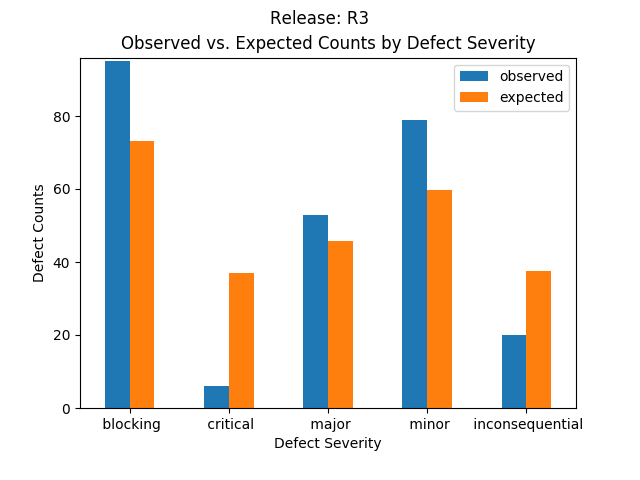 Release: R3
Observed vs. Expected Counts by Defect Severity
observed
expected
Defect Counts
80
60
40
20
0
blocking critical major minor inconsequential
Defect Severity